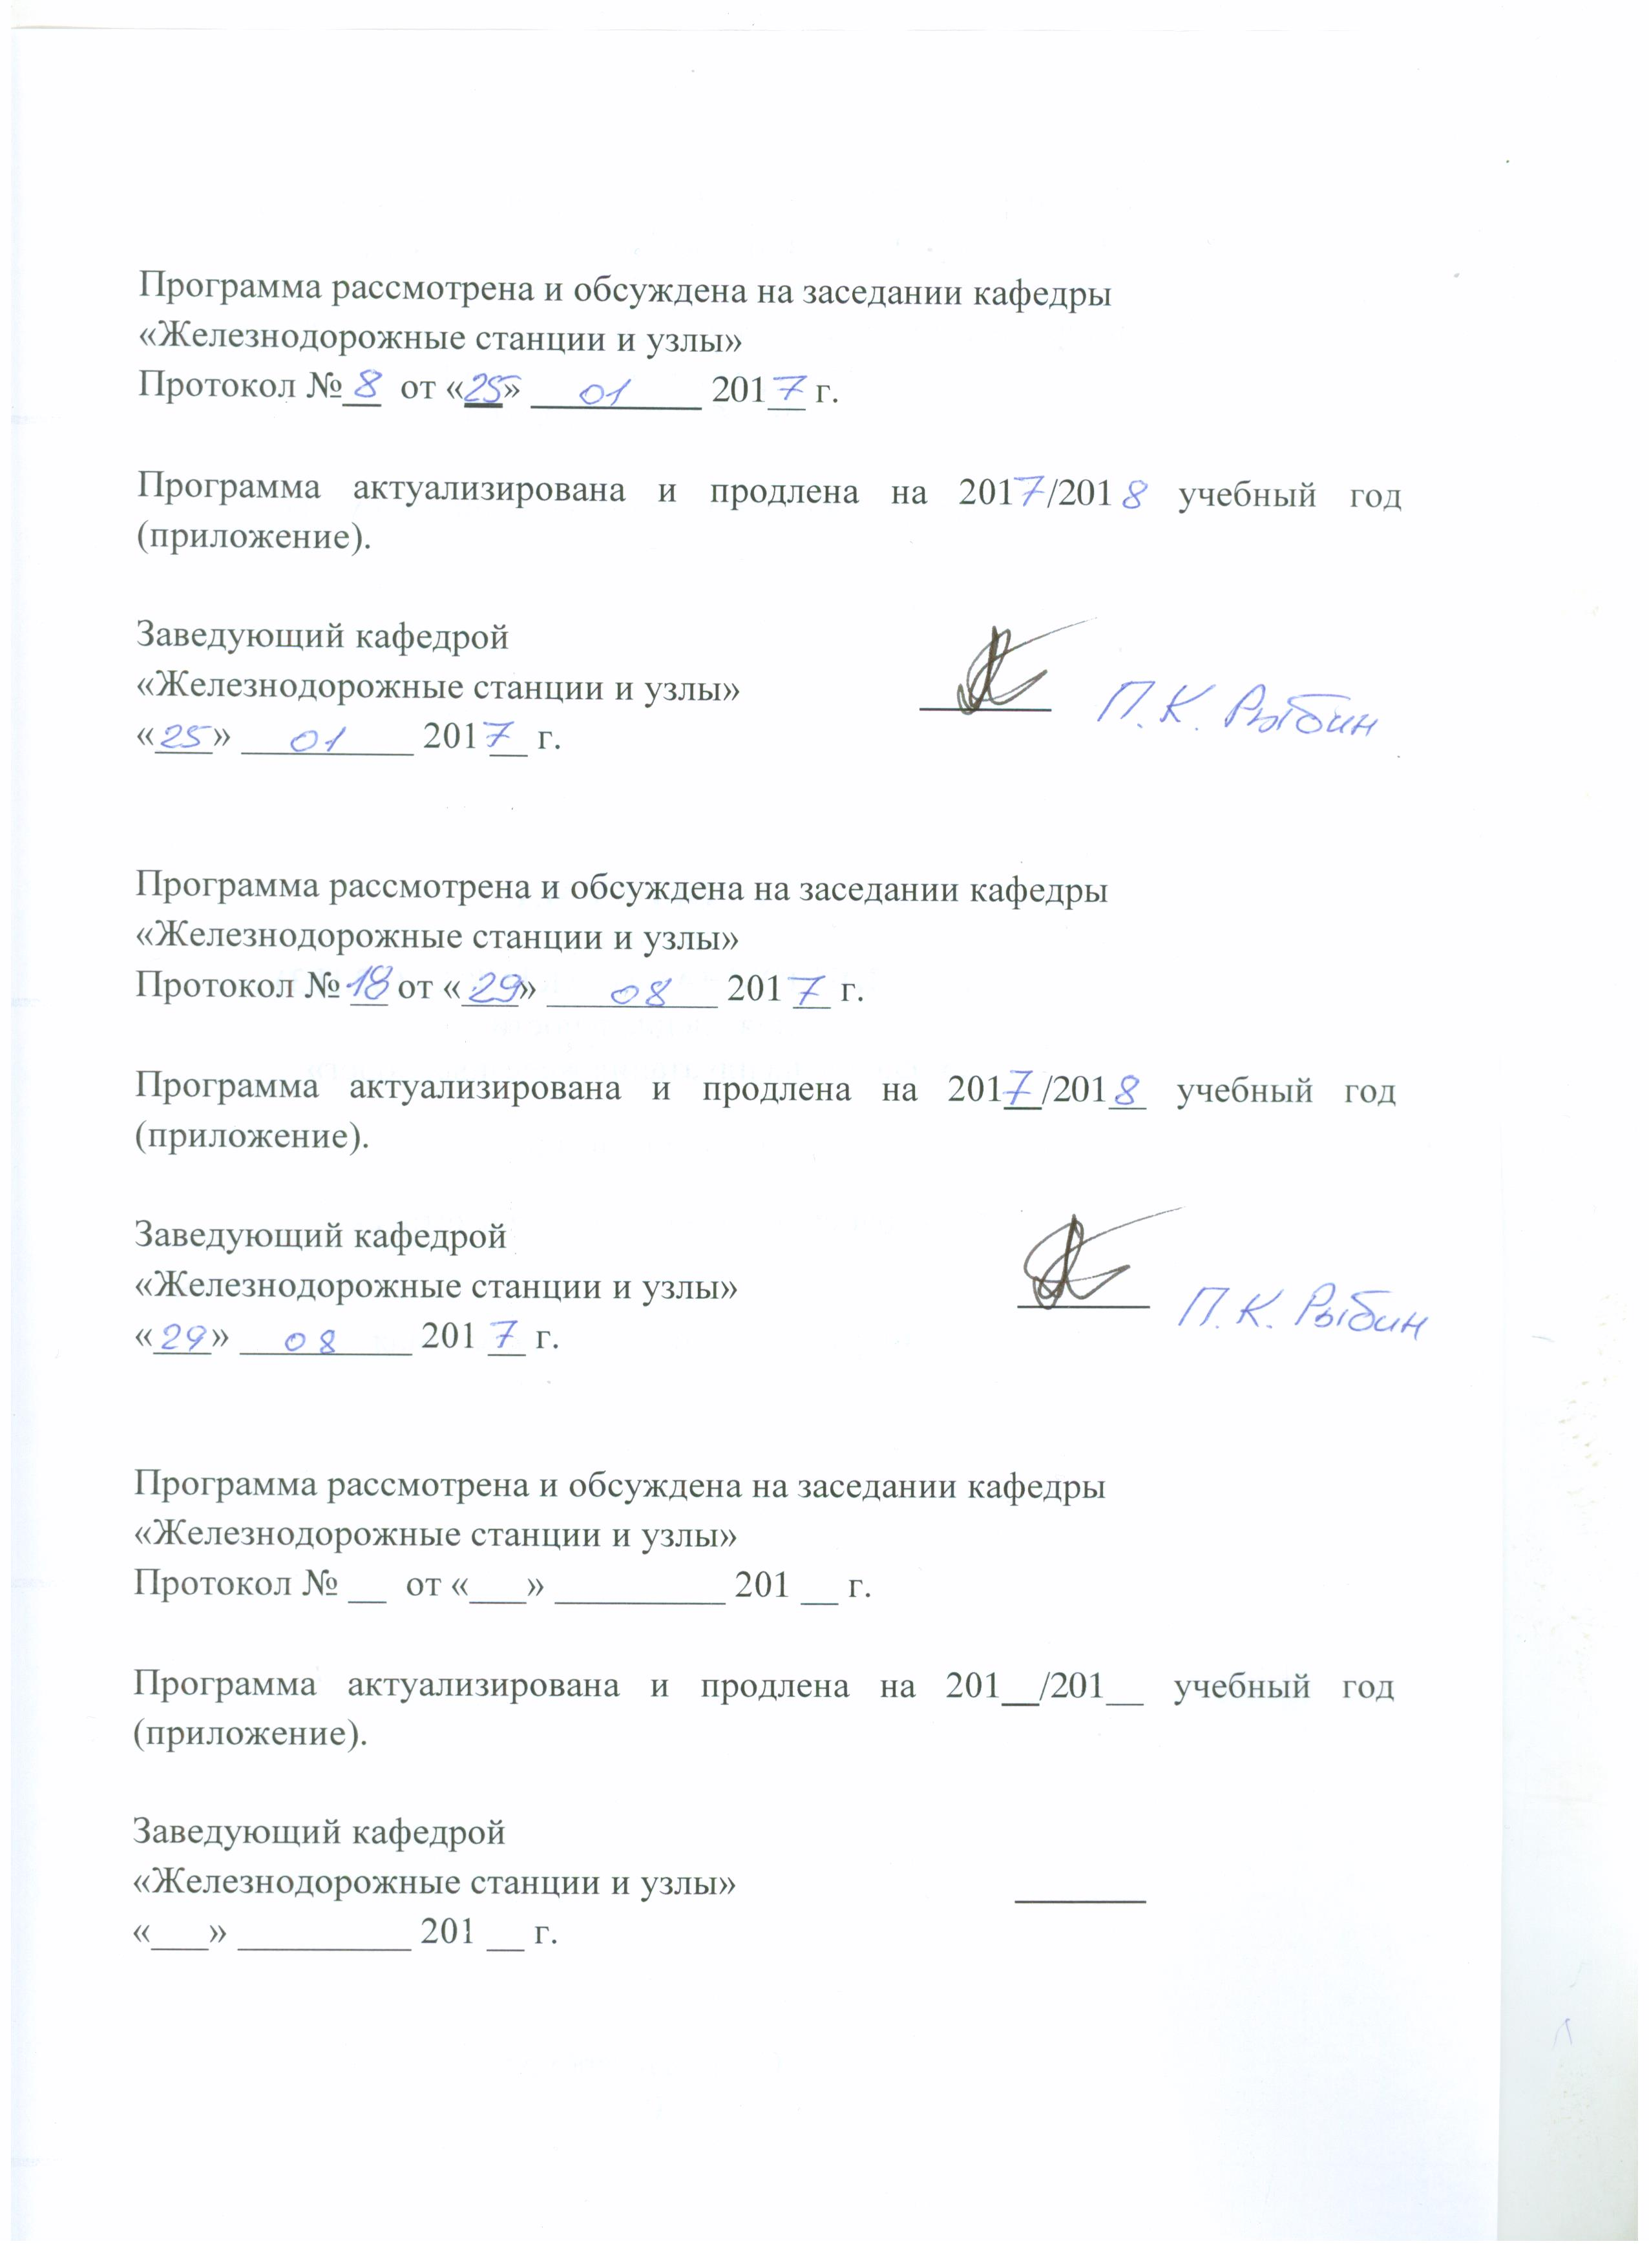 Программа рассмотрена и обсуждена на заседании кафедры
«Железнодорожные станции и узлы»
Протокол № 8 от «25» 01 2017 г.
Программа актуализирована и продлена на 2017/2018 учебный год
(приложение).
Заведующий кафедрой
«Железнодорожные станции и узлы» П.К. Рыбин
«25» 01 2017 г.
Программа рассмотрена и обсуждена на заседании кафедры
«Железнодорожные станции и узлы»
Протокол № 18 от «29» 08 2017 г.
Программа актуализирована и продлена на 2017/2018 учебный год
(приложение).
Заведующий кафедрой
«Железнодорожные станции и узлы» П.К. Рыбин
«29» 08 2017 г.
Программа рассмотрена и обсуждена на заседании кафедры
«Железнодорожные станции и узлы»
Протокол № __ от «___» _________ 201 __ г.
Программа актуализирована и продлена на 201__/201__ учебный год
(приложение).
Заведующий кафедрой
«Железнодорожные станции и узлы» _______
«___» _________ 201 __ г.